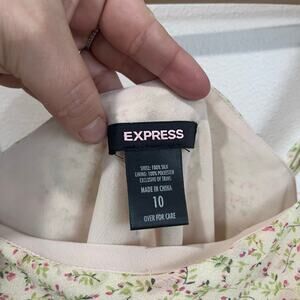 EXPRESS
SHELL: 100% SILK
LINING: 100% POLYESTER
EXCLUSIVE OF TRIMS
MADE IN CHINA
10
OVER FOR CARE